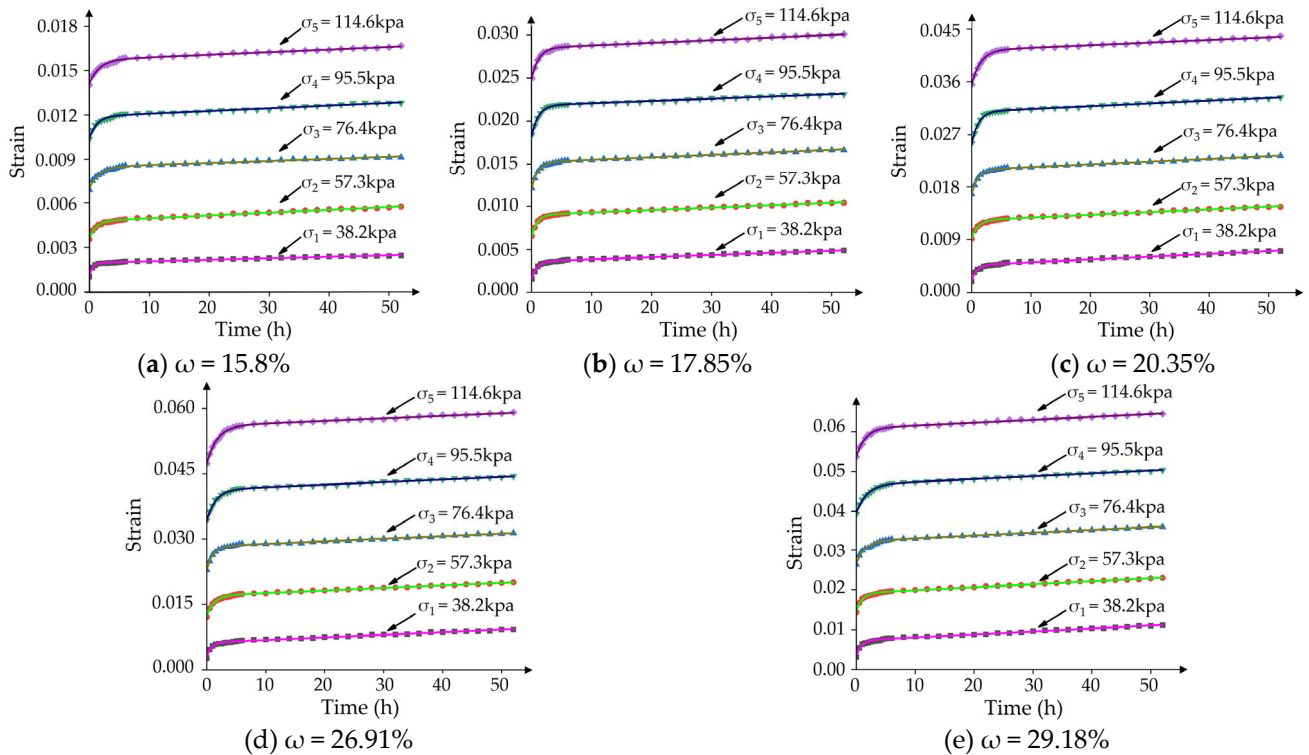 Strain
0.018
0.015
0.012
0.009
0.006
0.003
0.000
σ5 = 114.6kpa
σ4 = 95.5kpa
σ3 = 76.4kpa
σ2 = 57.3kpa
σ1 = 38.2kpa
0 10 20 30 40 50
Time (h)
(a) ω = 15.8%
Strain
0.030
0.025
0.020
0.015
0.010
0.005
0.000
σ5 = 114.6kpa
σ4 = 95.5kpa
σ3 = 76.4kpa
σ2 = 57.3kpa
σ1 = 38.2kpa
0 10 20 30 40 50
Time (h)
(b) ω = 17.85%
Strain
0.045
0.036
0.027
0.018
0.009
0.000
σ5 = 114.6kpa
σ4 = 95.5kpa
σ3 = 76.4kpa
σ2 = 57.3kpa
σ1 = 38.2kpa
0 10 20 30 40 50
Time (h)
(c) ω = 20.35%
Strain
0.060
0.045
0.030
0.015
0.000
σ5 = 114.6kpa
σ4 = 95.5kpa
σ3 = 76.4kpa
σ2 = 57.3kpa
σ1 = 38.2kpa
0 10 20 30 40 50
Time (h)
(d) ω = 26.91%
Strain
0.06
0.05
0.04
0.03
0.02
0.01
0.00
σ5 = 114.6kpa
σ4 = 95.5kpa
σ3 = 76.4kpa
σ2 = 57.3kpa
σ1 = 38.2kpa
0 10 20 30 40 50
Time (h)
(e) ω = 29.18%